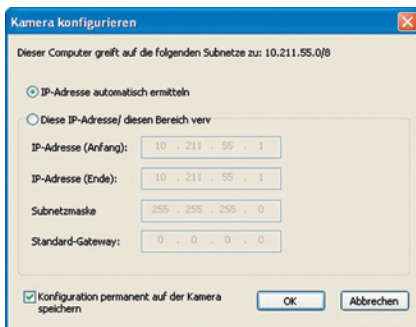 Kamera konfigurieren
Dieser Computer greift auf die folgenden Subnetze zu: 10.211.55.0/8
IP-Adresse automatisch ermitteln
Diese IP-Adresse/ diesen Bereich verv
IP-Adresse (Anfang): 10 . 211 . 55 . 1
IP-Adresse (Ende): 10 . 211 . 55 . 1
Subnetzmaske 255 . 255 . 255 . 0
Standard-Gateway: 0 . 0 . 0 . 0
Konfiguration permanent auf der Kamera
speichern
OK Abbrechen